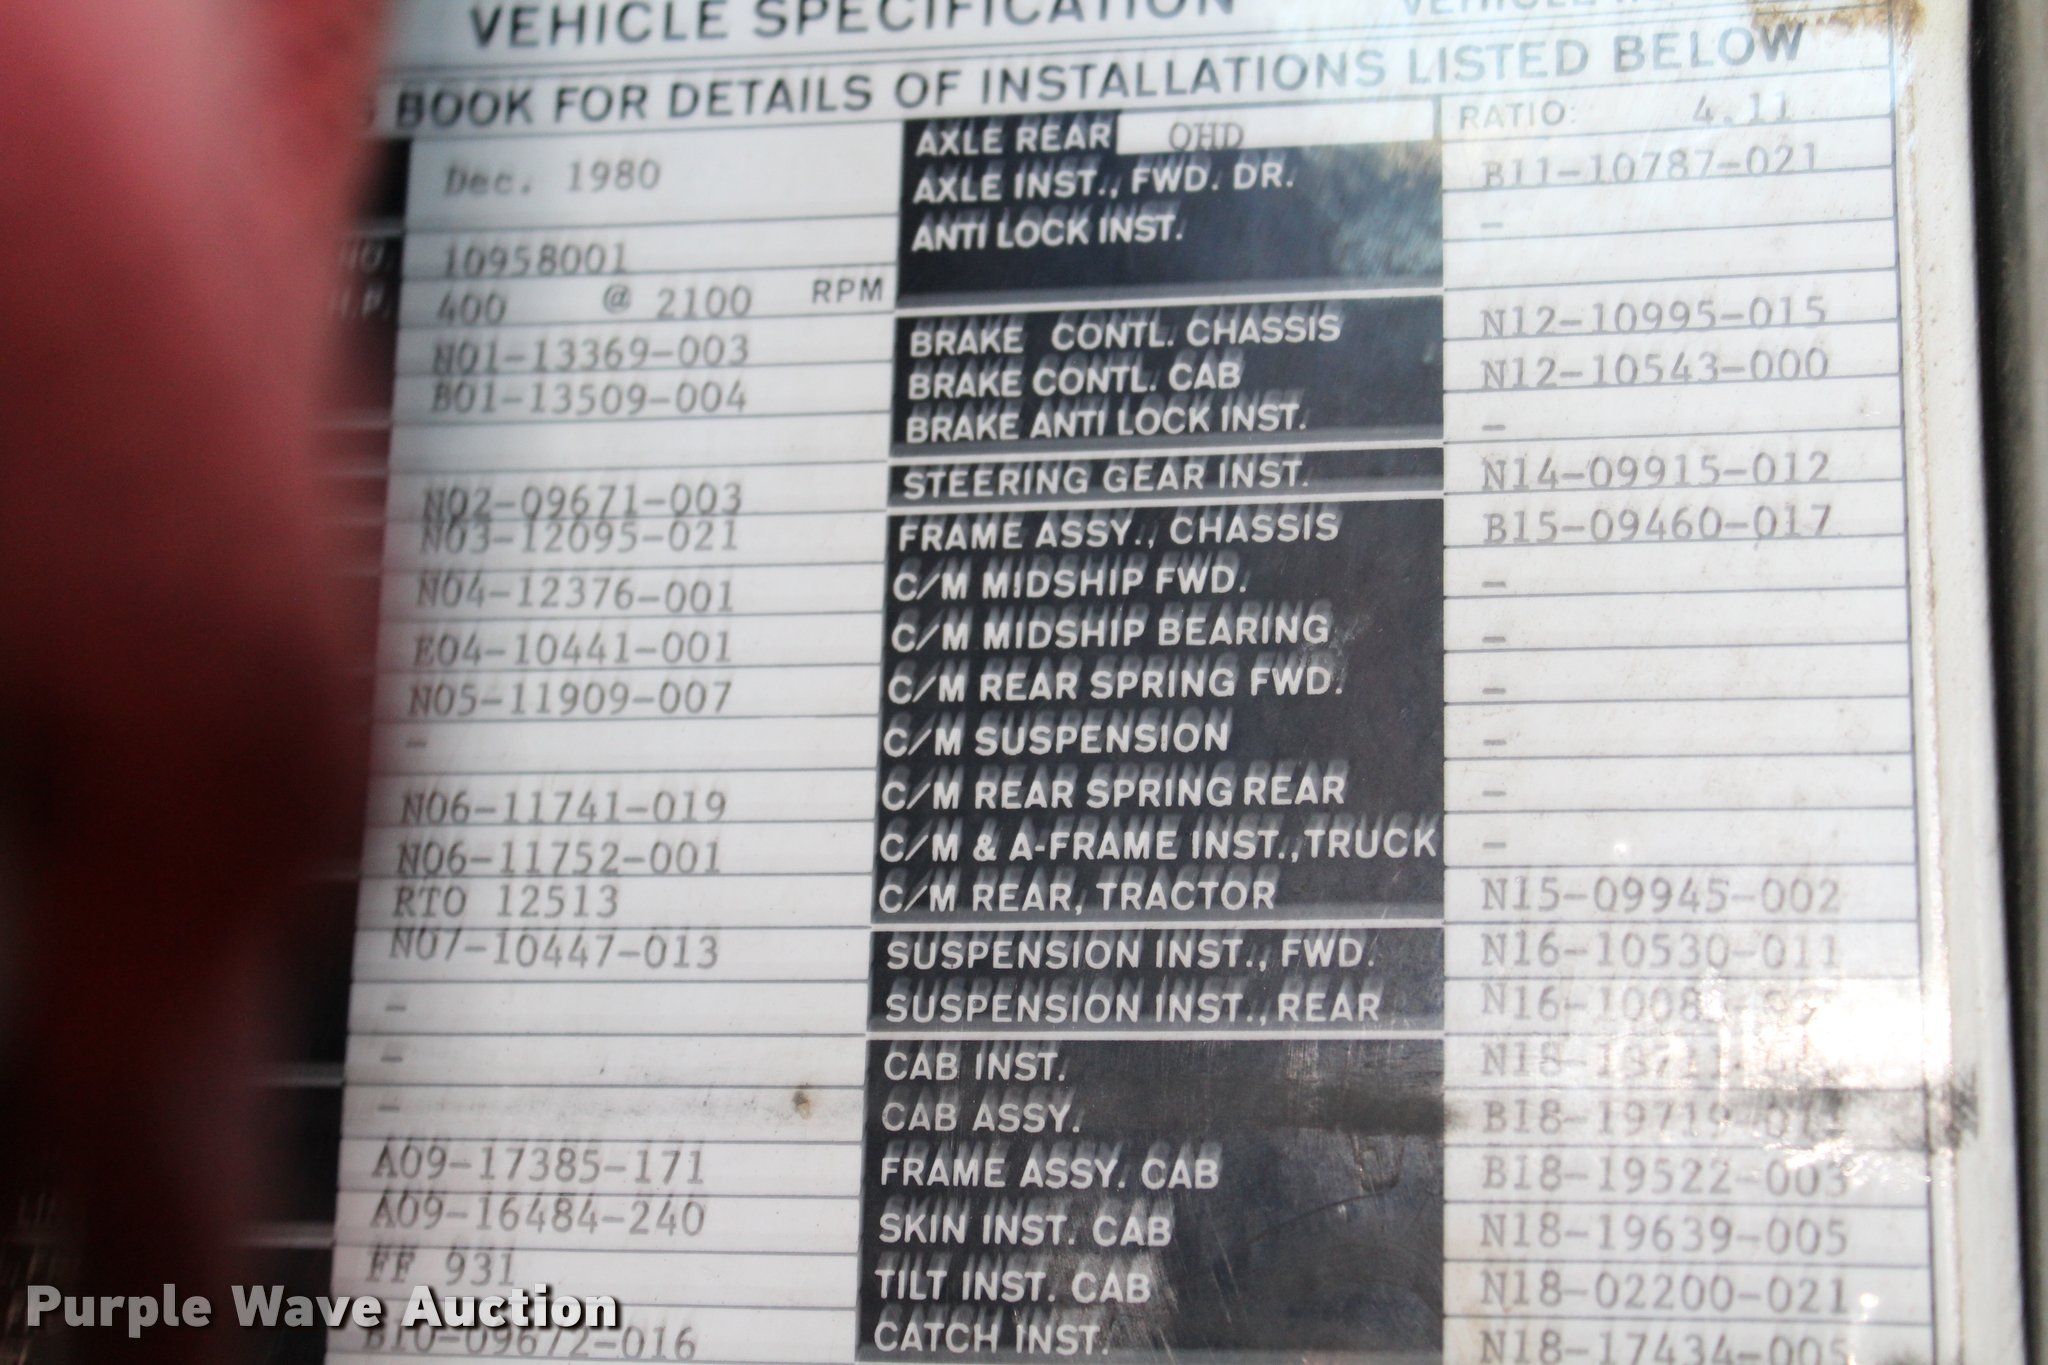 VEHICLE SPECIFICATION VEHICLE
BOOK FOR DETAILS OF INSTALLATIONS LISTED BELOW
Dec. 1980 AXLE REAR QHD RATIO: 4.11
AXLE INST., FWD. DR. B11-10787-021
ANTI LOCK INST. -
10958001
400 @ 2100 RPM
N01-13369-003 BRAKE CONTL. CHASSIS N12-10995-015
B01-13509-004 BRAKE CONTL. CAB N12-10543-000
BRAKE ANTI LOCK INST. -
N02-09671-003 STEERING GEAR INST. N14-09915-012
N03-12095-021 FRAME ASSY., CHASSIS B15-09460-017
N04-12376-001 C/M MIDSHIP FWD. -
E04-10441-001 C/M MIDSHIP BEARING -
N05-11909-007 C/M REAR SPRING FWD. -
- C/M SUSPENSION -
N06-11741-019 C/M REAR SPRING REAR -
N06-11752-001 C/M & A-FRAME INST., TRUCK -
RTO 12513 C/M REAR, TRACTOR N15-09945-002
N07-10447-013 SUSPENSION INST., FWD. N16-10530-011
- SUSPENSION INST., REAR
- CAB INST.
- CAB ASSY.
A09-17385-171 FRAME ASSY. CAB B18-19522-003
A09-16484-240 SKIN INST. CAB N18-19639-005
FF 931 TILT INST. CAB N18-02200-021
B10-09672-016 CATCH INST. N18-17434-005
Purple Wave Auction